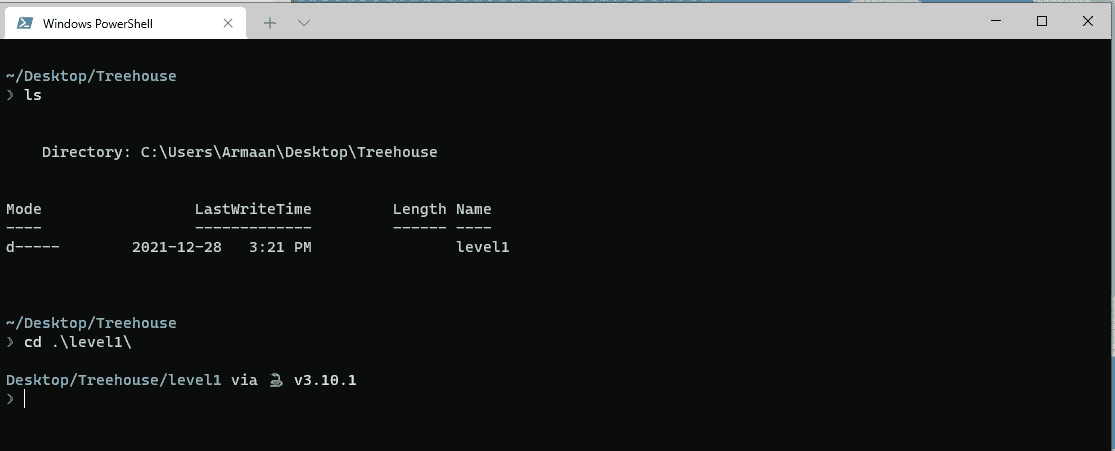 Windows PowerShell
~/Desktop/Treehouse
❯ ls
Directory: C:\Users\Armaan\Desktop\Treehouse
Mode                 LastWriteTime         Length Name
----                 -------------         ------ ----
d-----        2021-12-28   3:21 PM                level1
~/Desktop/Treehouse
❯ cd .\level1\
Desktop/Treehouse/level1 via 🐍 v3.10.1
❯